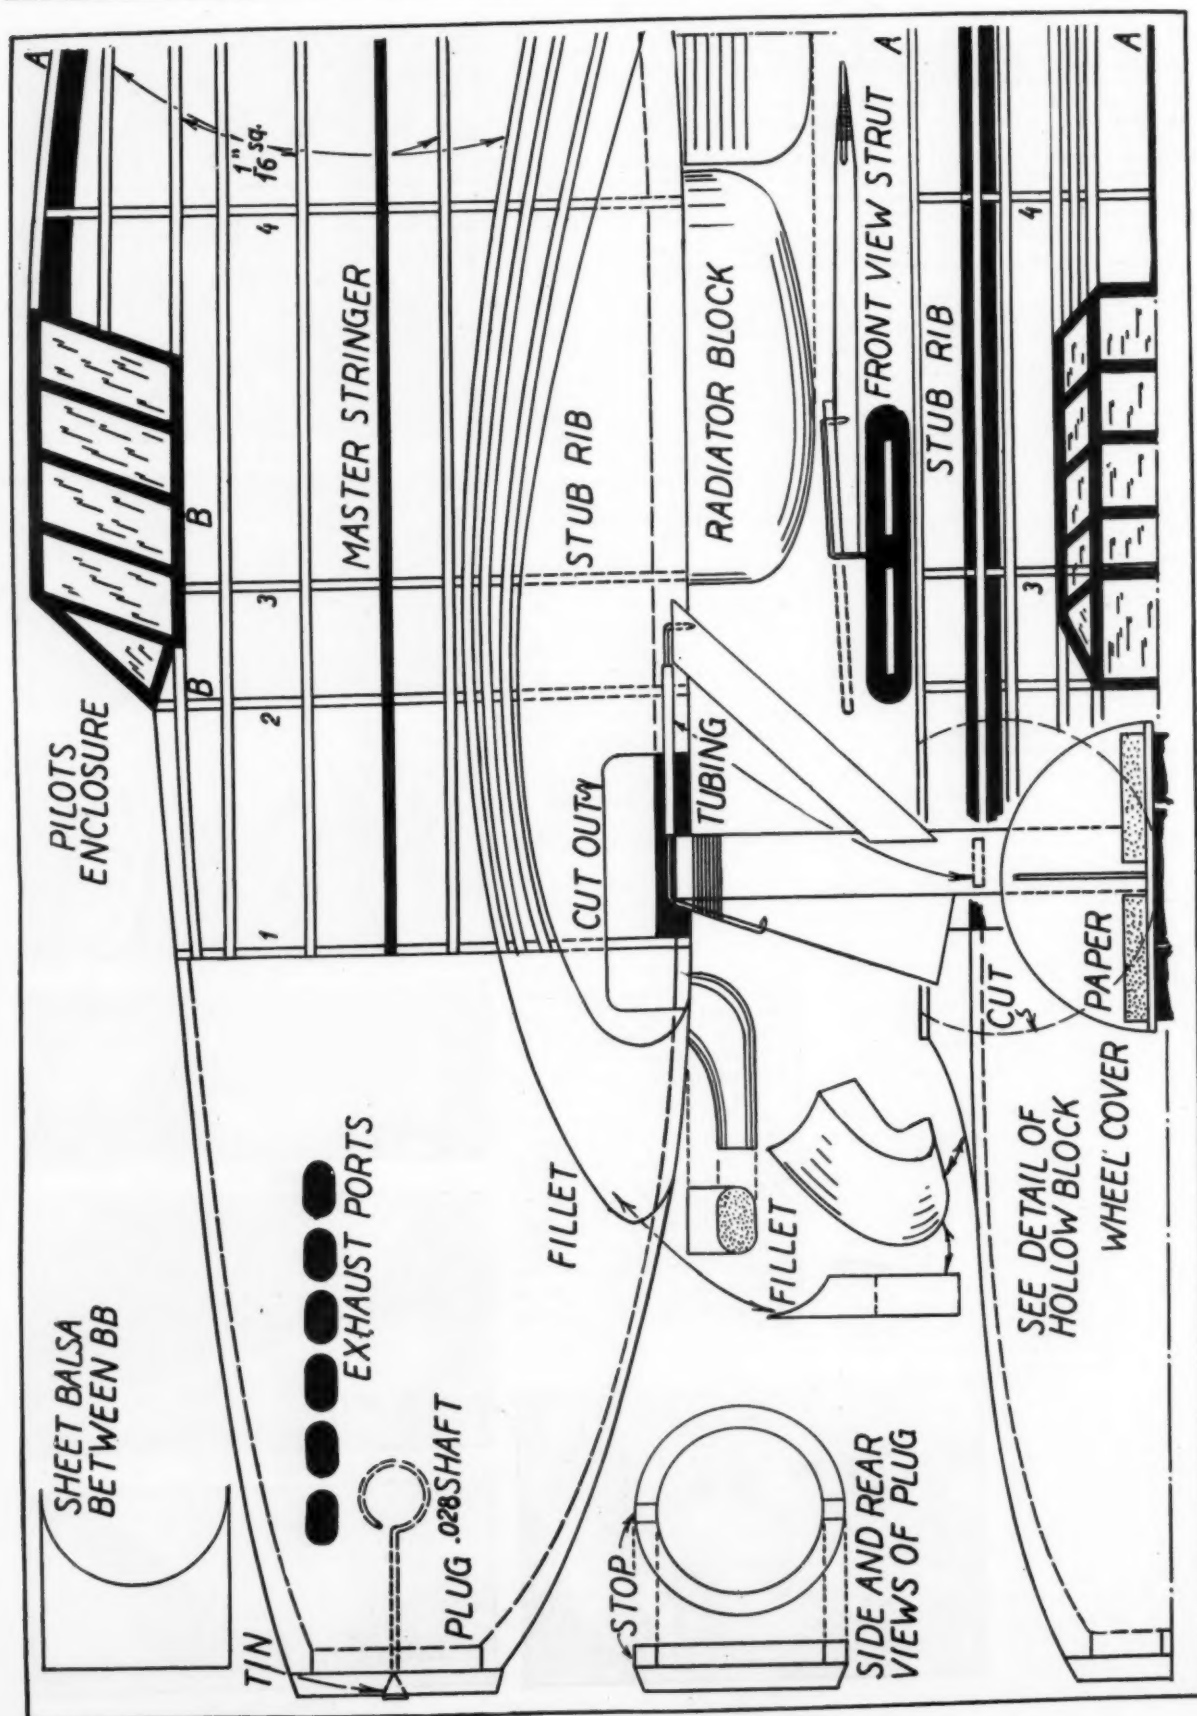 SHEET BALSA
BETWEEN BB
PILOTS
ENCLOSURE
A
TIN
B
B
1
2
3
4
1"
16 sq.
EXHAUST PORTS
MASTER STRINGER
PLUG .028 SHAFT
FILLET
CUT OUT
STUB RIB
STOP
TUBING
RADIATOR BLOCK
FILLET
FRONT VIEW STRUT
A
SIDE AND REAR
VIEWS OF PLUG
STUB RIB
CUT
3
4
SEE DETAIL OF
HOLLOW BLOCK
PAPER
WHEEL COVER
A